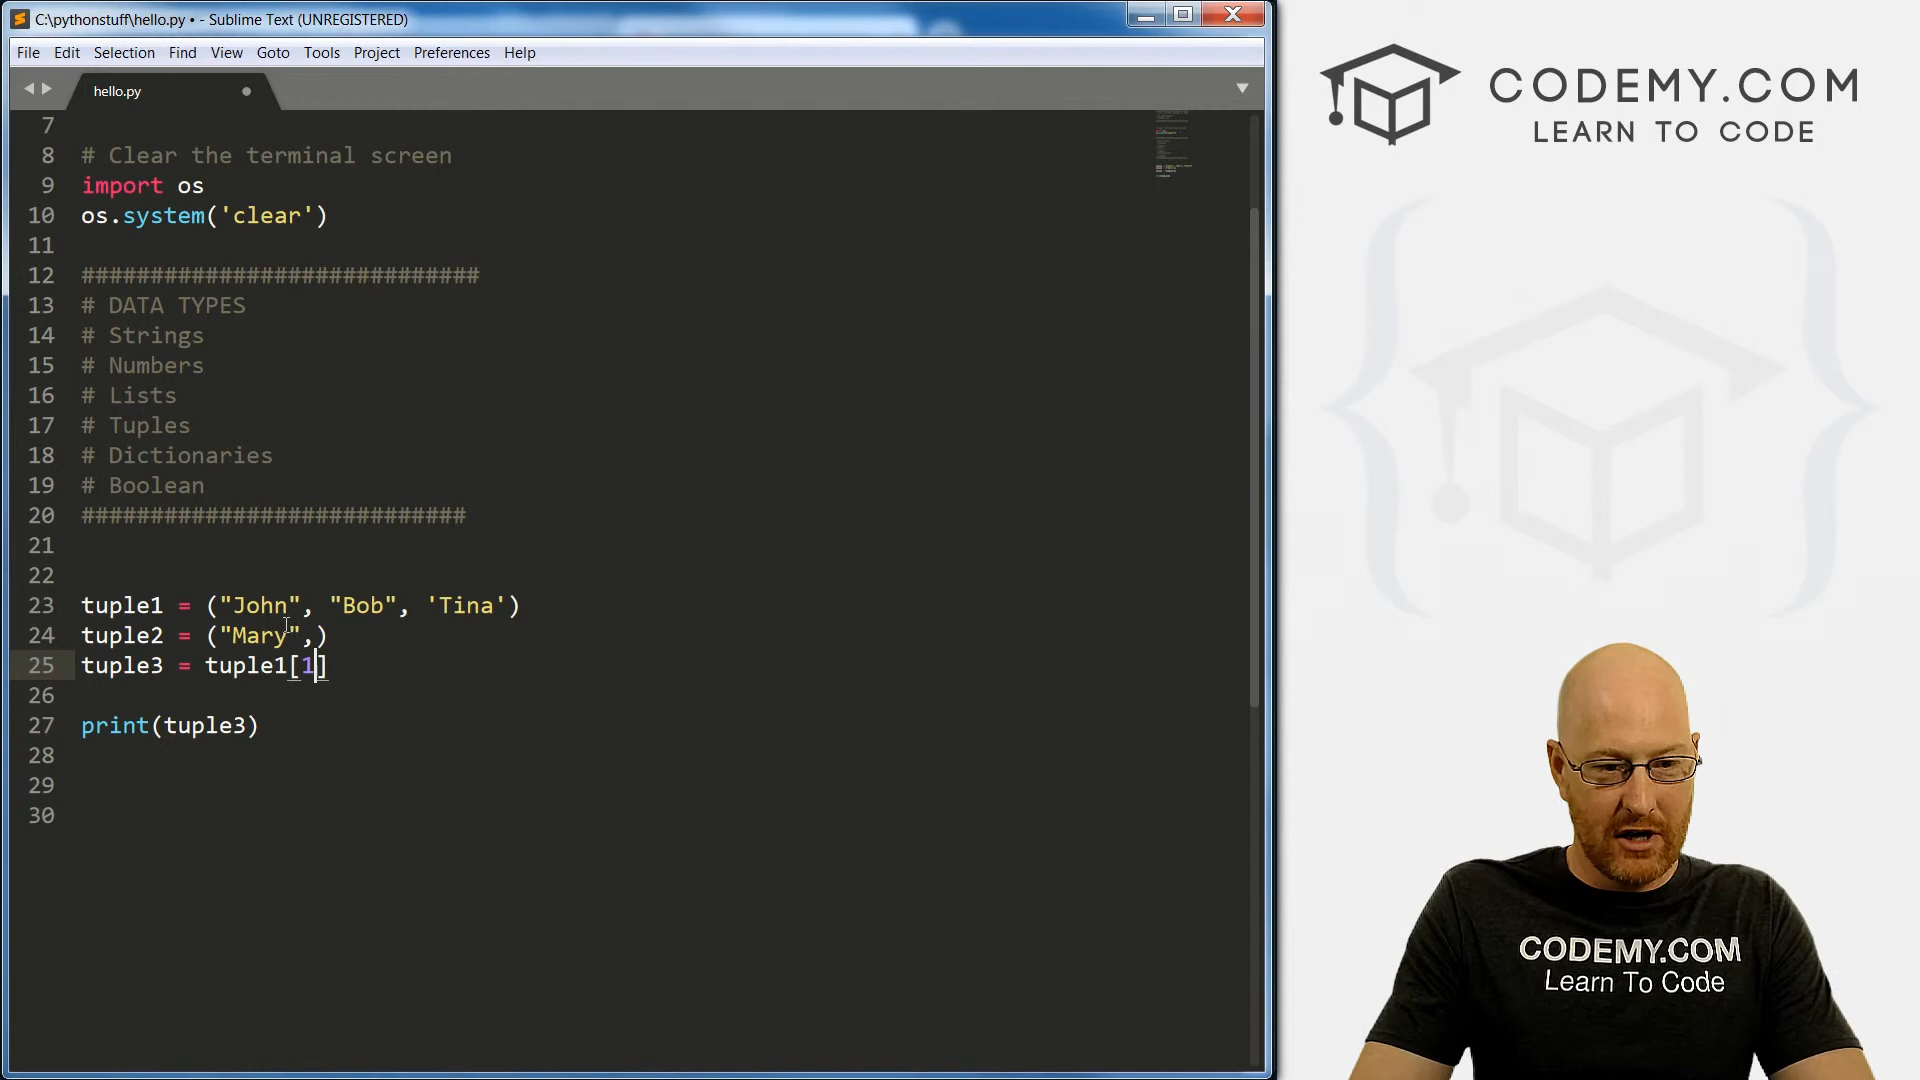 C:\pythonstuff\hello.py • - Sublime Text (UNREGISTERED)
File Edit Selection Find View Goto Tools Project Preferences Help
hello.py
7
8 # Clear the terminal screen
9 import os
10 os.system('clear')
11
12 #############################
13 # DATA TYPES
14 # Strings
15 # Numbers
16 # Lists
17 # Tuples
18 # Dictionaries
19 # Boolean
20 ############################
21
22
23 tuple1 = ("John", "Bob", 'Tina')
24 tuple2 = ("Mary",)
25 tuple3 = tuple1[1]
26
27 print(tuple3)
28
29
30
CODEMY.COM
LEARN TO CODE
CODEMY.COM
Learn To Code